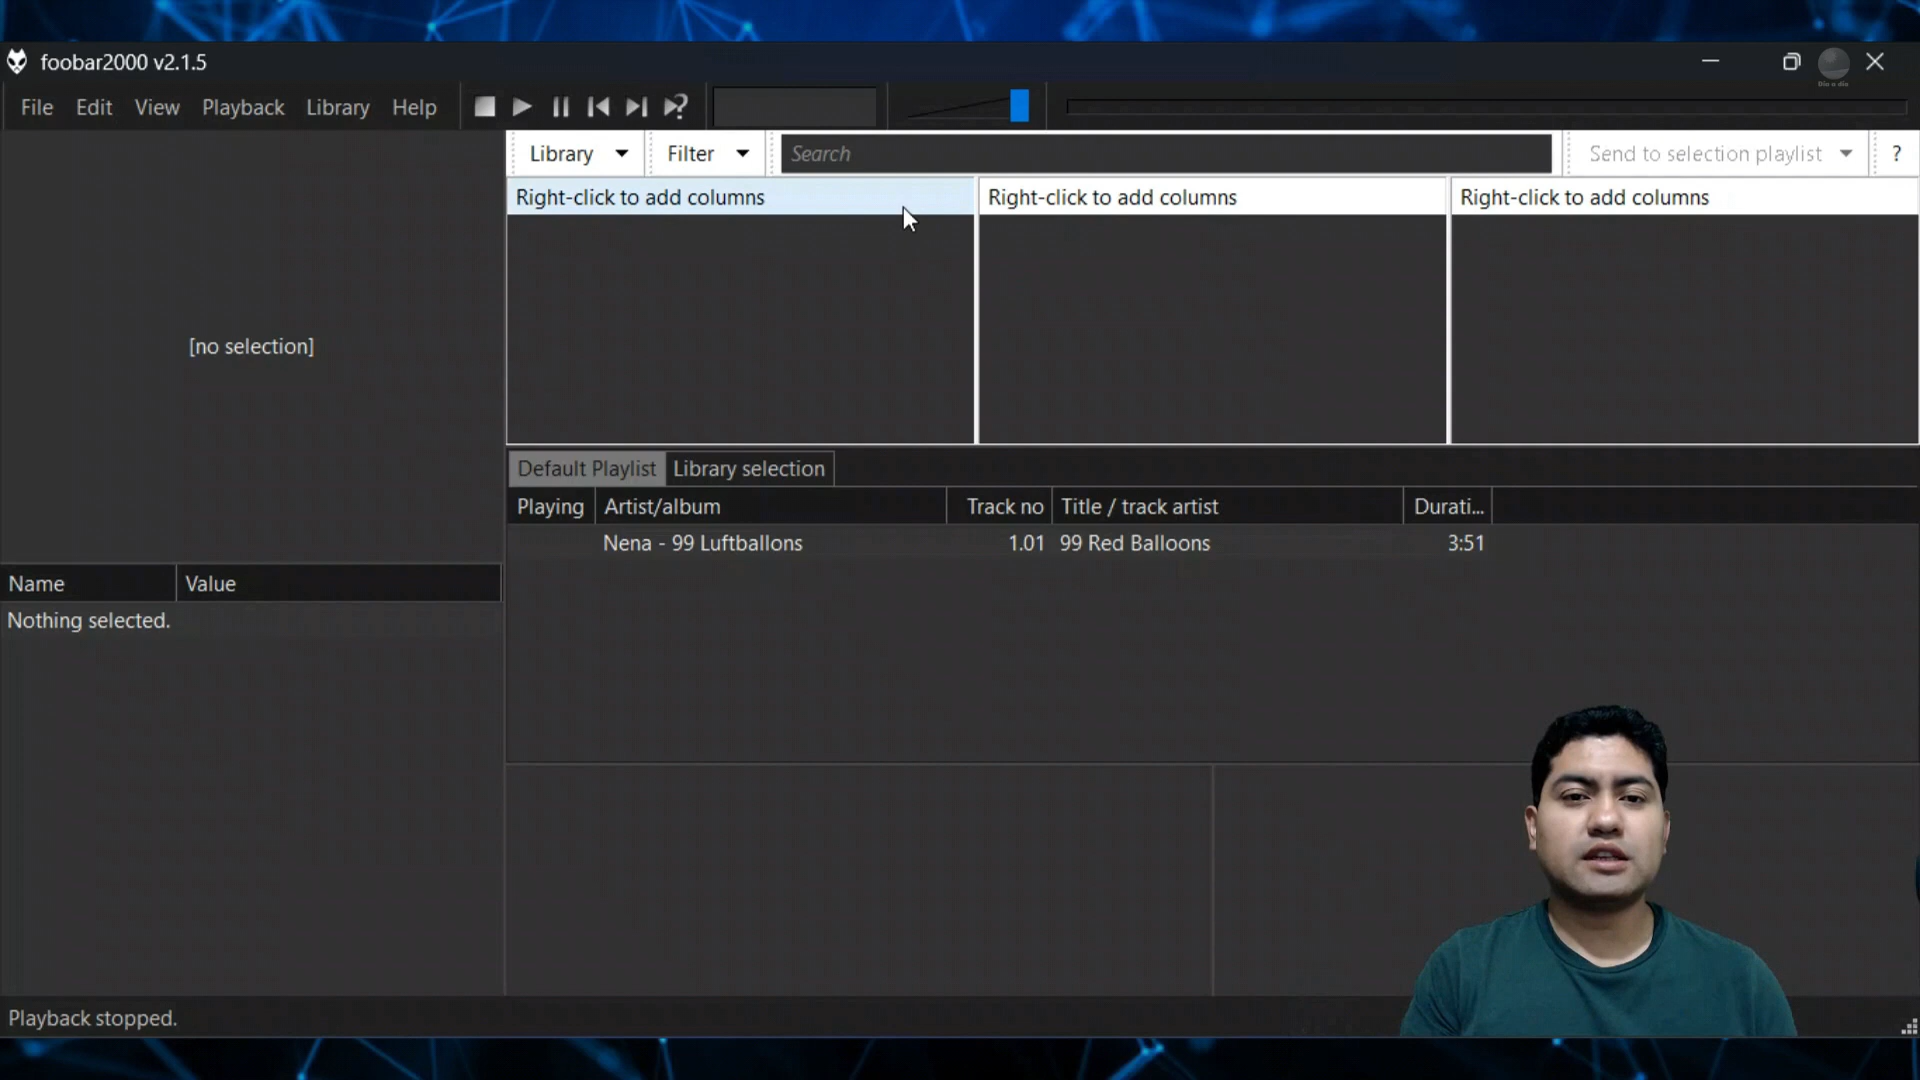 foobar2000 v2.1.5
Dia a dia
File Edit View Playback Library Help
Library Filter Search Send to selection playlist ?
Right-click to add columns Right-click to add columns Right-click to add columns
[no selection]
Default Playlist Library selection
Playing Artist/album Track no Title / track artist Durati...
Nena - 99 Luftballons 1.01 99 Red Balloons 3:51
Name Value
Nothing selected.
Playback stopped.